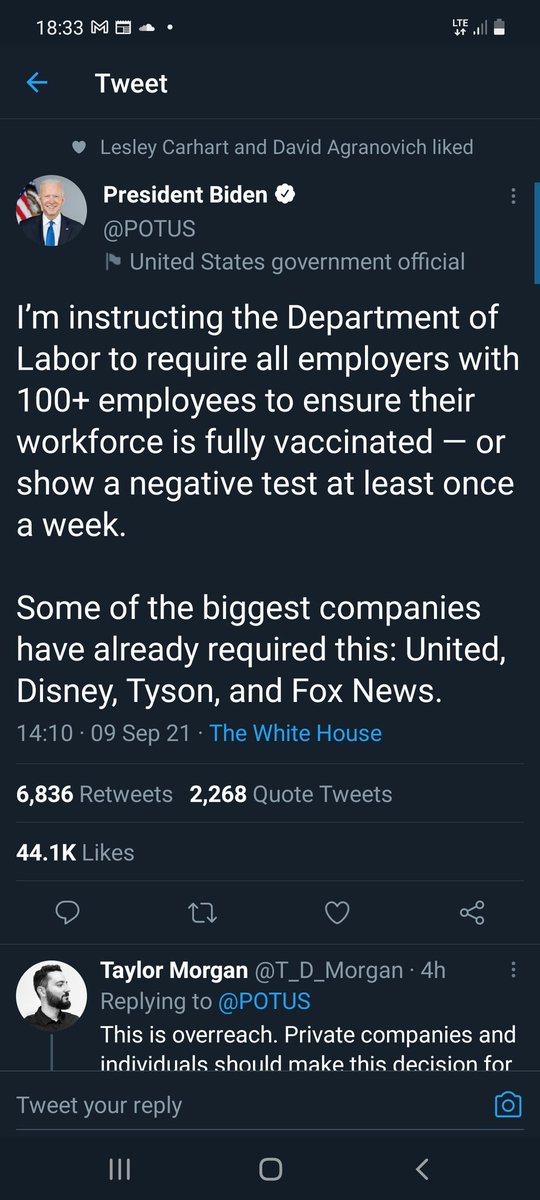 18:33
LTE
Tweet
Lesley Carhart and David Agranovich liked
President Biden
@POTUS
United States government official
I’m instructing the Department of
Labor to require all employers with
100+ employees to ensure their
workforce is fully vaccinated — or
show a negative test at least once
a week.
Some of the biggest companies
have already required this: United,
Disney, Tyson, and Fox News.
14:10 · 09 Sep 21 · The White House
6,836 Retweets 2,268 Quote Tweets
44.1K Likes
Taylor Morgan @T_D_Morgan · 4h
Replying to @POTUS
This is overreach. Private companies and
individuals should make this decision for
Tweet your reply